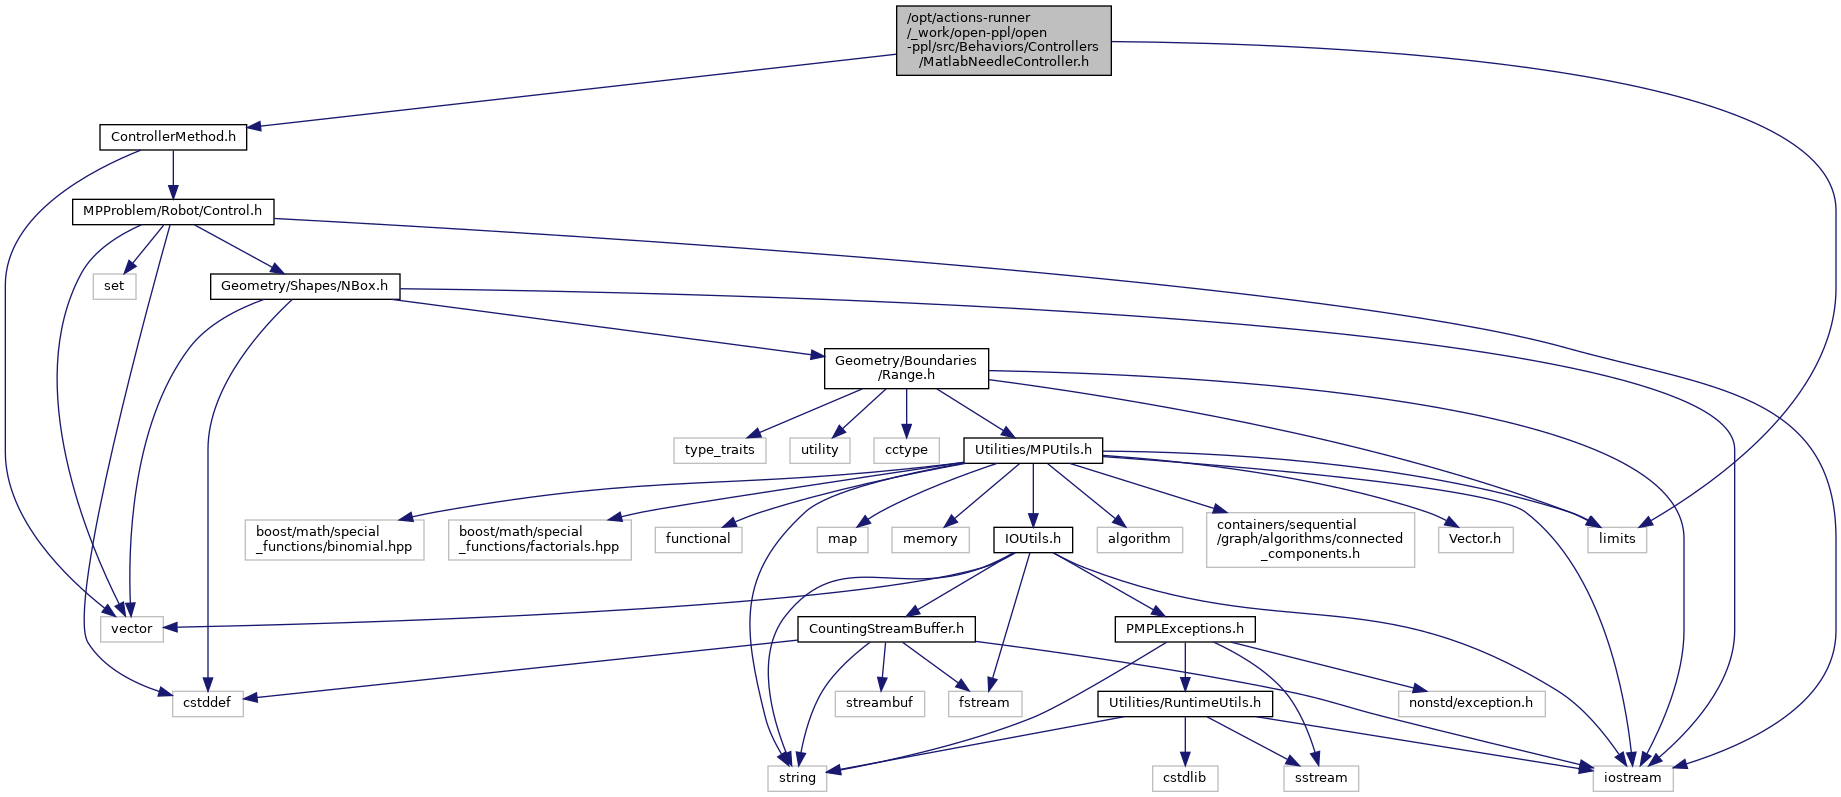 /opt/actions-runner
/_work/open-ppl/open
-ppl/src/Behaviors/Controllers
/MatlabNeedleController.h
ControllerMethod.h
MPProblem/Robot/Control.h
set
Geometry/Shapes/NBox.h
Geometry/Boundaries
/Range.h
type_traits
utility
cctype
Utilities/MPUtils.h
boost/math/special
_functions/binomial.hpp
boost/math/special
_functions/factorials.hpp
functional
map
memory
IOUtils.h
algorithm
containers/sequential
/graph/algorithms/connected
_components.h
Vector.h
limits
vector
CountingStreamBuffer.h
PMPLExceptions.h
cstddef
streambuf
fstream
Utilities/RuntimeUtils.h
nonstd/exception.h
string
cstdlib
sstream
iostream